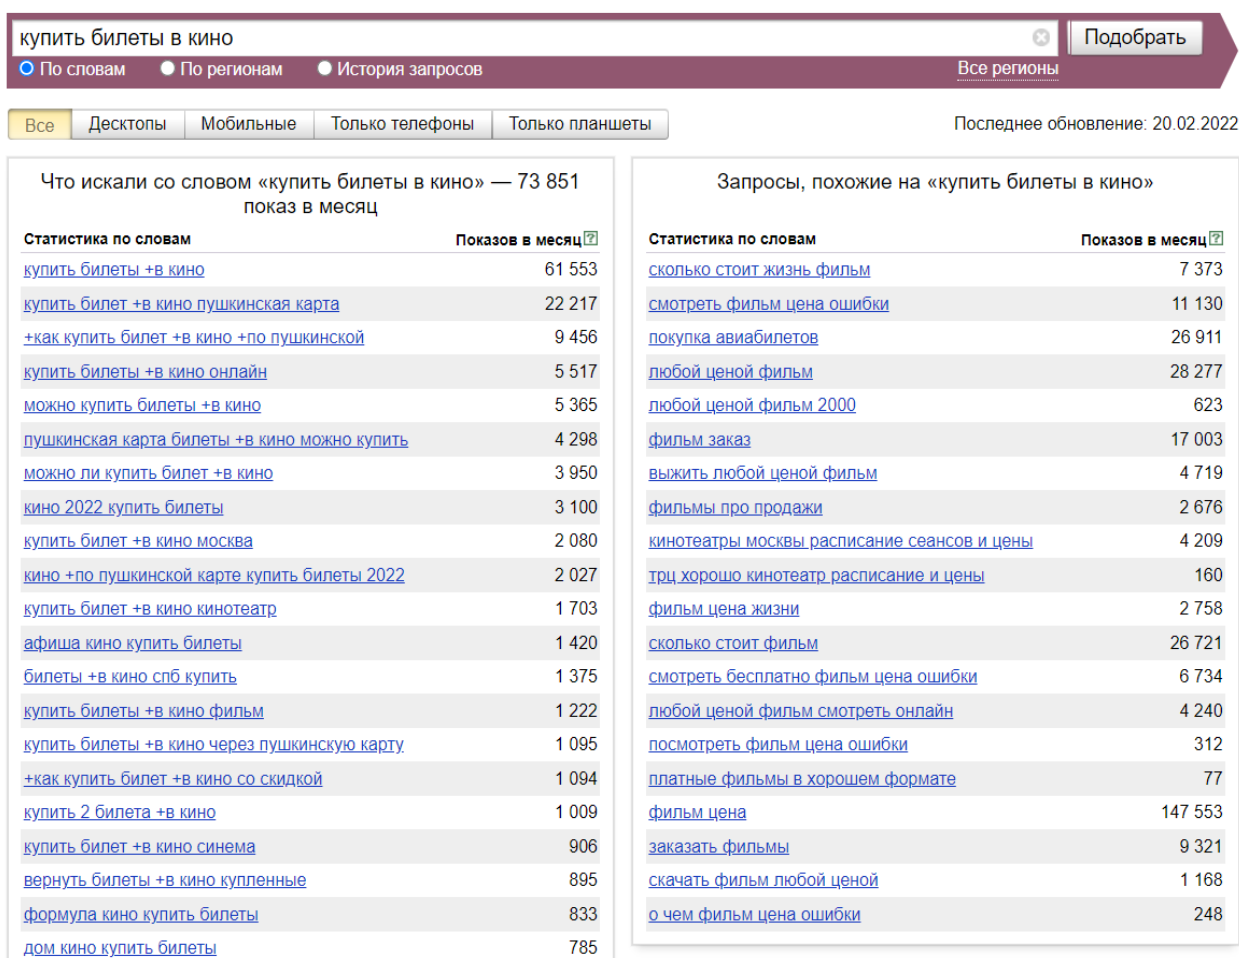 купить билеты в кино
Подобрать
По словам По регионам История запросов Все регионы
Все Десктопы Мобильные Только телефоны Только планшеты
Последнее обновление: 20.02.2022
Что искали со словом «купить билеты в кино» — 73 851
показ в месяц
Статистика по словам Показов в месяц ?
купить билеты +в кино 61 553
купить билет +в кино пушкинская карта 22 217
+как купить билет +в кино +по пушкинской 9 456
купить билеты +в кино онлайн 5 517
можно купить билеты +в кино 5 365
пушкинская карта билеты +в кино можно купить 4 298
можно ли купить билет +в кино 3 950
кино 2022 купить билеты 3 100
купить билет +в кино москва 2 080
кино +по пушкинской карте купить билеты 2022 2 027
купить билет +в кино кинотеатр 1 703
афиша кино купить билеты 1 420
билеты +в кино спб купить 1 375
купить билеты +в кино фильм 1 222
купить билеты +в кино через пушкинскую карту 1 095
+как купить билет +в кино со скидкой 1 094
купить 2 билета +в кино 1 009
купить билет +в кино синема 906
вернуть билеты +в кино купленные 895
формула кино купить билеты 833
дом кино купить билеты 785
Запросы, похожие на «купить билеты в кино»
Статистика по словам Показов в месяц ?
сколько стоит жизнь фильм 7 373
смотреть фильм цена ошибки 11 130
покупка авиабилетов 26 911
любой ценой фильм 28 277
любой ценой фильм 2000 623
фильм заказ 17 003
выжить любой ценой фильм 4 719
фильмы про продажи 2 676
кинотеатры москвы расписание сеансов и цены 4 209
трц хорошо кинотеатр расписание и цены 160
фильм цена жизни 2 758
сколько стоит фильм 26 721
смотреть бесплатно фильм цена ошибки 6 734
любой ценой фильм смотреть онлайн 4 240
посмотреть фильм цена ошибки 312
платные фильмы в хорошем формате 77
фильм цена 147 553
заказать фильмы 9 321
скачать фильм любой ценой 1 168
о чем фильм цена ошибки 248